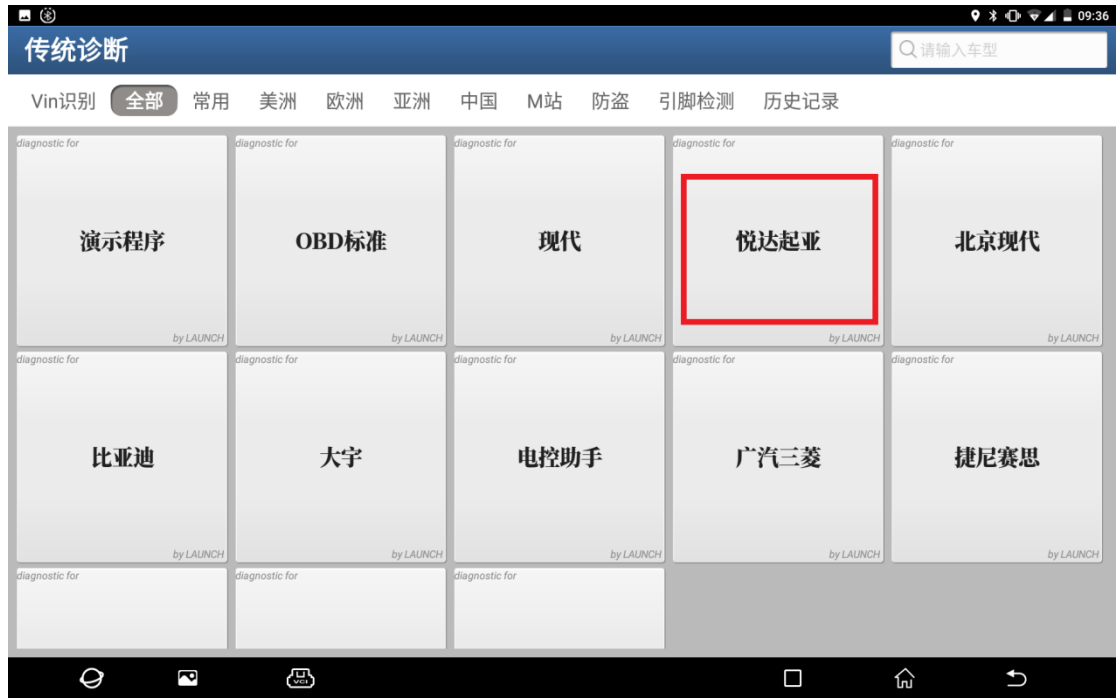 09:36
传统诊断
请输入车型
Vin识别 全部 常用 美洲 欧洲 亚洲 中国 M站 防盗 引脚检测 历史记录
diagnostic for diagnostic for diagnostic for diagnostic for diagnostic for
演示程序 OBD标准 现代 悦达起亚 北京现代
by LAUNCH by LAUNCH by LAUNCH by LAUNCH by LAUNCH
diagnostic for diagnostic for diagnostic for diagnostic for diagnostic for
比亚迪 大宇 电控助手 广汽三菱 捷尼赛思
by LAUNCH by LAUNCH by LAUNCH by LAUNCH by LAUNCH
diagnostic for diagnostic for diagnostic for
VCI